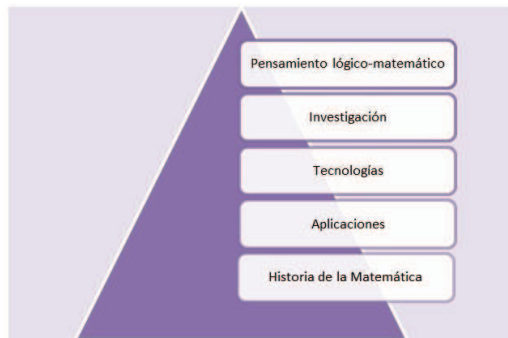 Pensamiento lógico-matemático
Investigación
Tecnologías
Aplicaciones
Historia de la Matemática